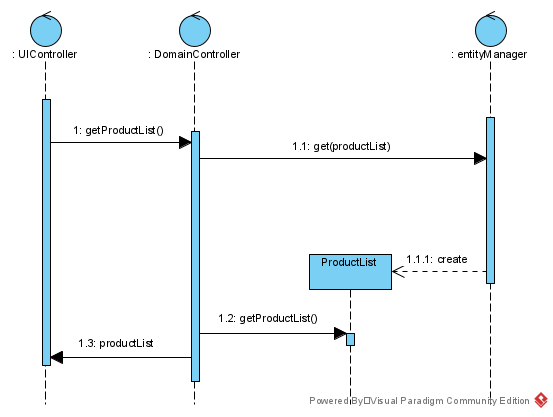 : UIController
: DomainController
: entityManager
1: getProductList()
1.1: get(productList)
1.1.1: create
ProductList
1.2: getProductList()
1.3: productList
Powered By Visual Paradigm Community Edition